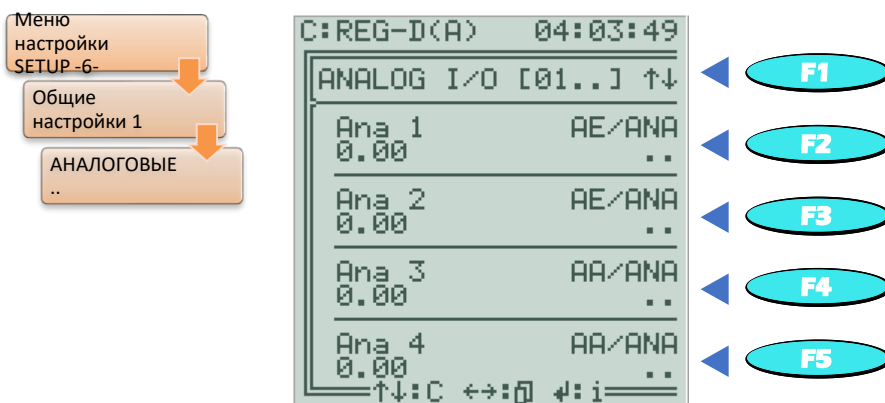 Меню
настройки
SETUP -6-
Общие
настройки 1
АНАЛОГОВЫЕ
..
C:REG-D(A) 04:03:49
ANALOG I/O [01..] ↑↓
Ana 1 AE/ANA
0.00 ..
Ana 2 AE/ANA
0.00 ..
Ana 3 AA/ANA
0.00 ..
Ana 4 AA/ANA
0.00 ..
↑↓:C ←→:🗇 ↲:i
F1
F2
F3
F4
F5